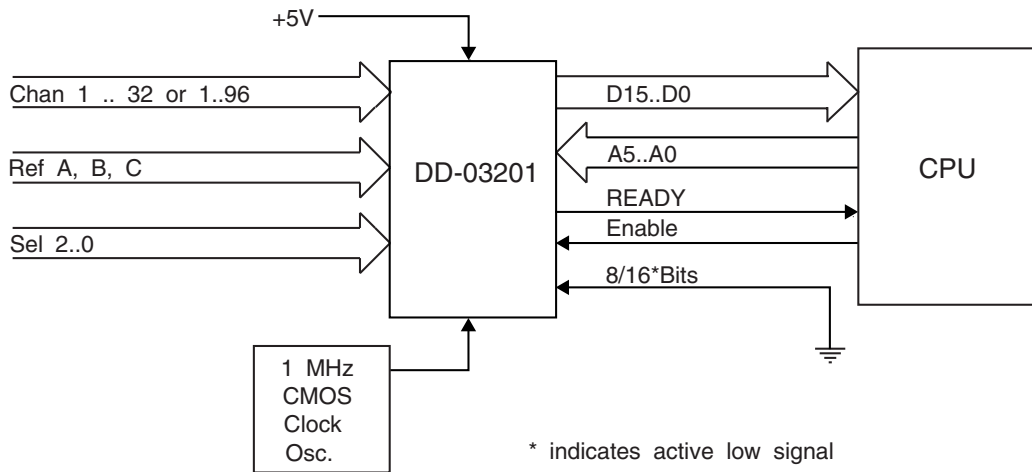 +5V
Chan 1 .. 32 or 1..96
Ref A, B, C
Sel 2..0
DD-03201
D15..D0
A5..A0
READY
Enable
8/16*Bits
CPU
1 MHz
CMOS
Clock
Osc.
* indicates active low signal